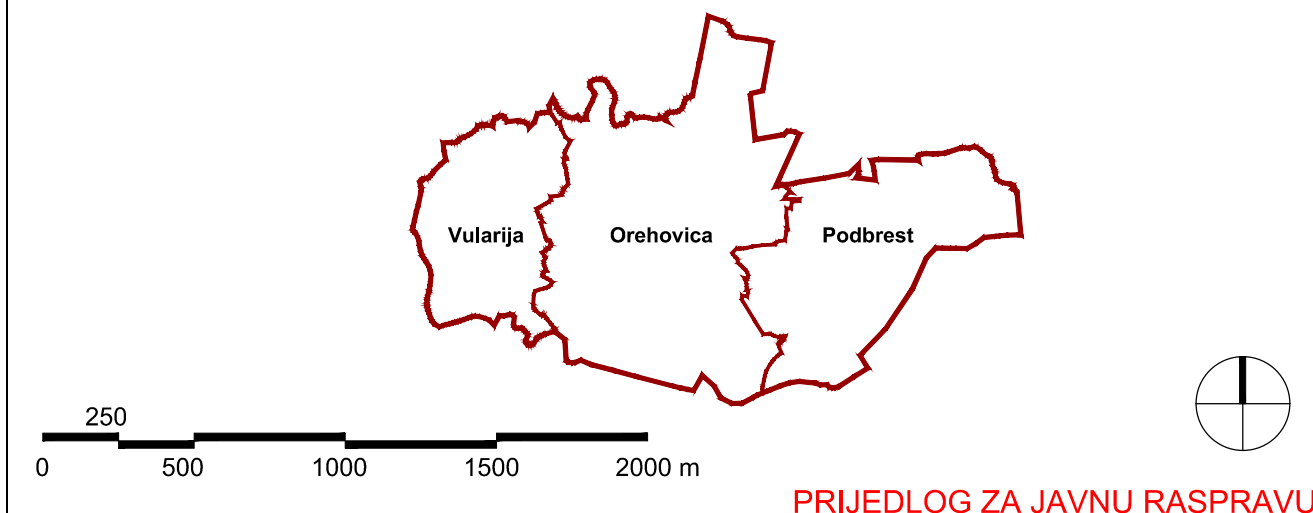 Vularija Orehovica Podbrest
250
0 500 1000 1500 2000 m
PRIJEDLOG ZA JAVNU RASPRAVU